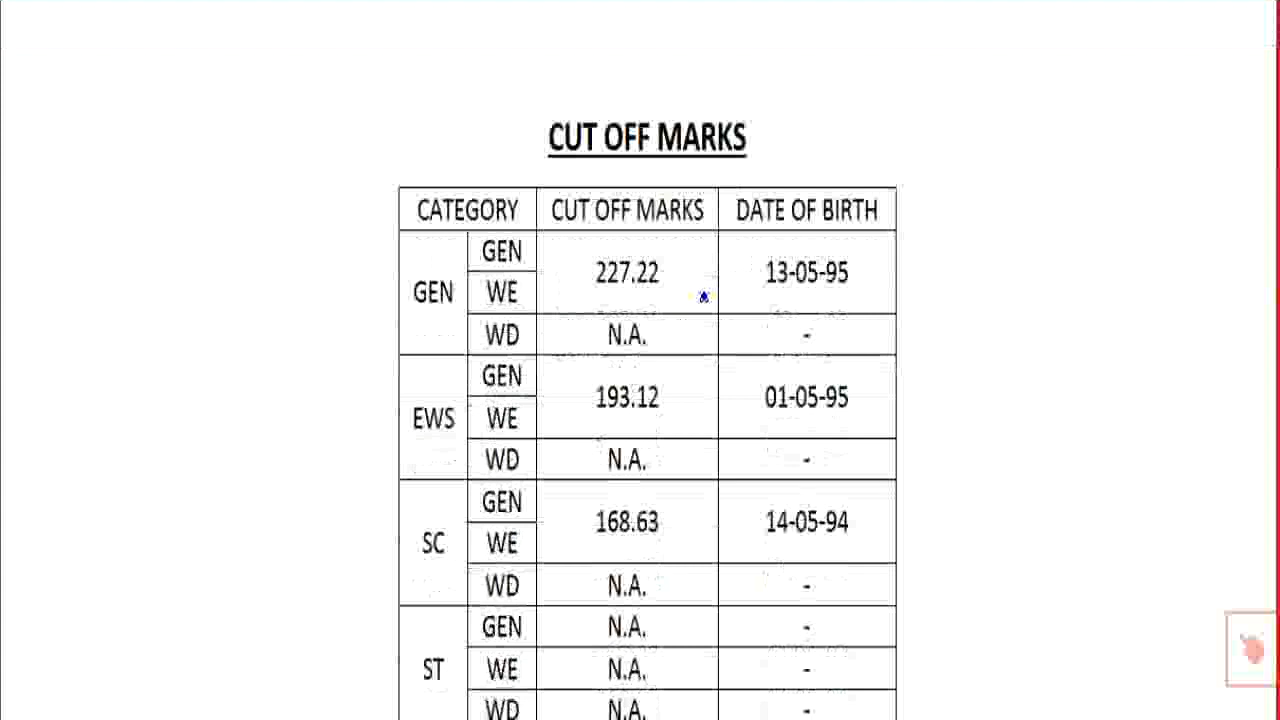 CUT OFF MARKS
CATEGORY CUT OFF MARKS DATE OF BIRTH
GEN GEN 227.22 13-05-95
WE
WD N.A. -
EWS GEN 193.12 01-05-95
WE
WD N.A. -
SC GEN 168.63 14-05-94
WE
WD N.A. -
ST GEN N.A. -
WE N.A. -
WD N.A. -